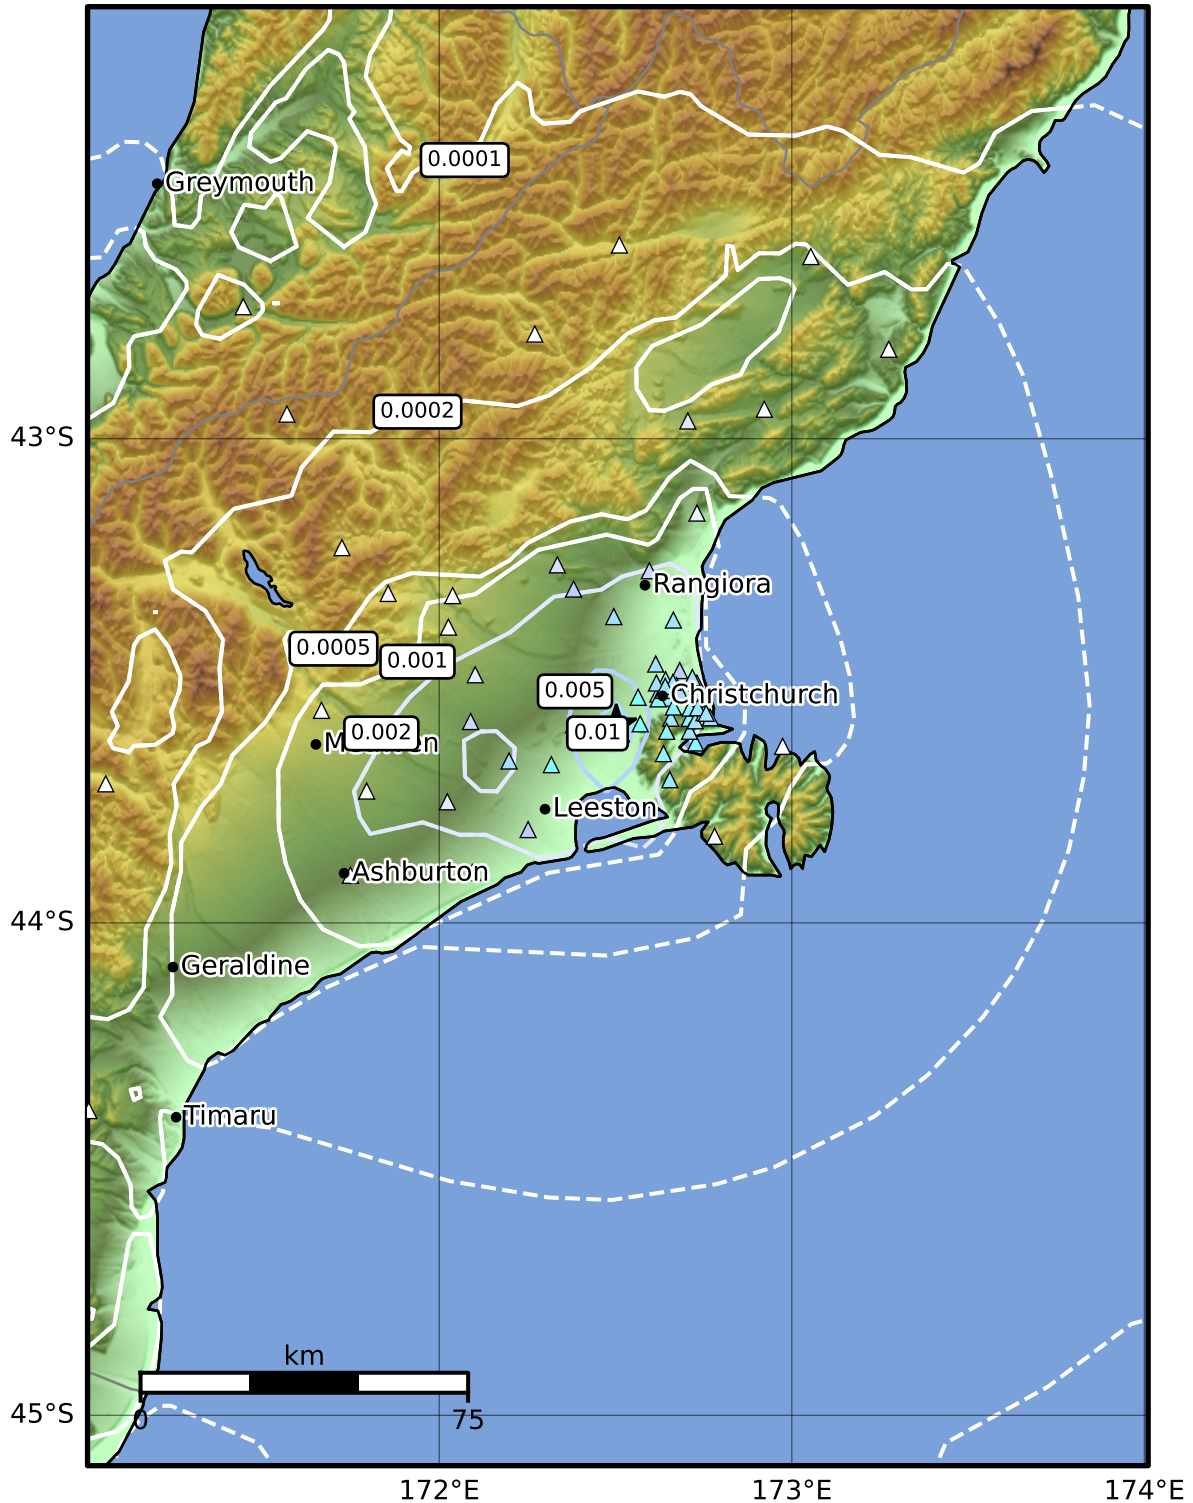 0.0001
Greymouth
0.0002
43°S
Rangiora
0.0005
0.001
0.005
Christchurch
0.002
0.01
Leeston
Ashburton
44°S
Geraldine
Timaru
km
0
75
45°S
172°E
173°E
174°E